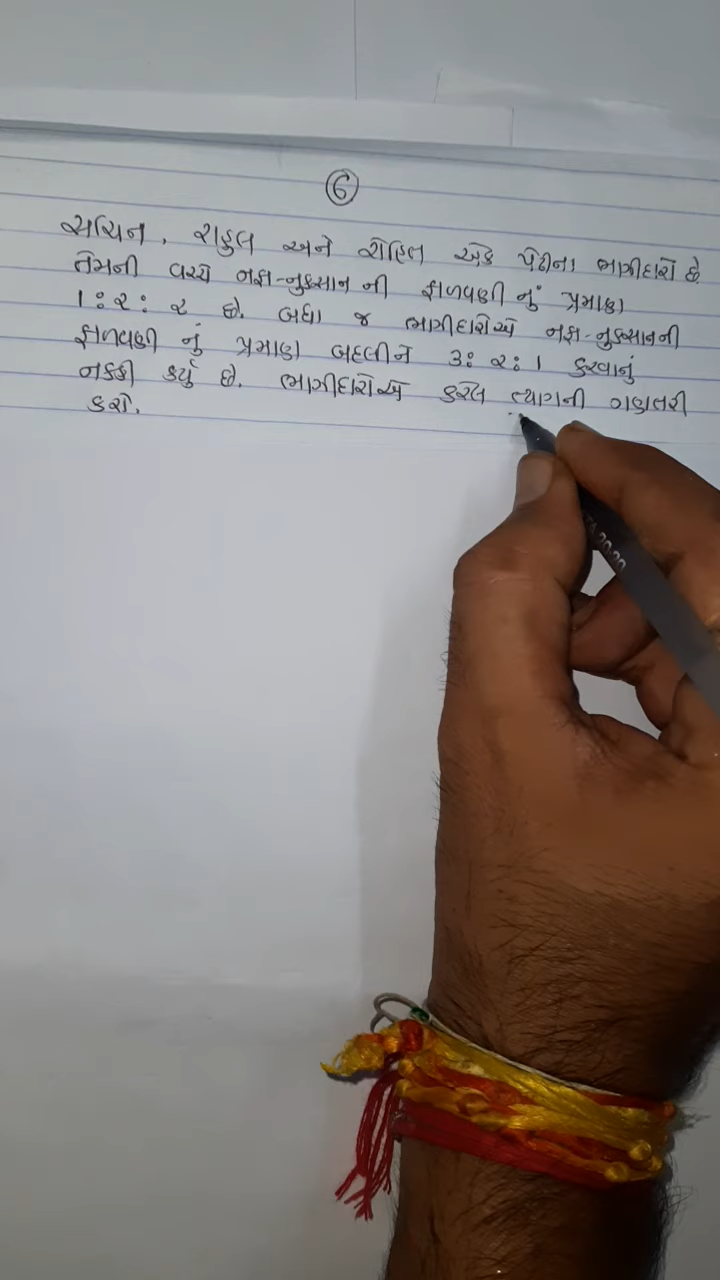 ૬
સચિન, રાહુલ અને રોહિત એક પેઢીના ભાગીદારો છે.
તેમની વચ્ચે નફા-નુકસાન ની ફાળવણી નું પ્રમાણ
૧ : ૨ : ૨ છે. બધા જ ભાગીદારોએ નફા-નુકસાનની
ફાળવણી નું પ્રમાણ બદલીને ૩ : ૨ : ૧ કરવાનું
નક્કી કર્યું છે. ભાગીદારોએ કરેલ ત્યાગની ગણતરી
કરો.